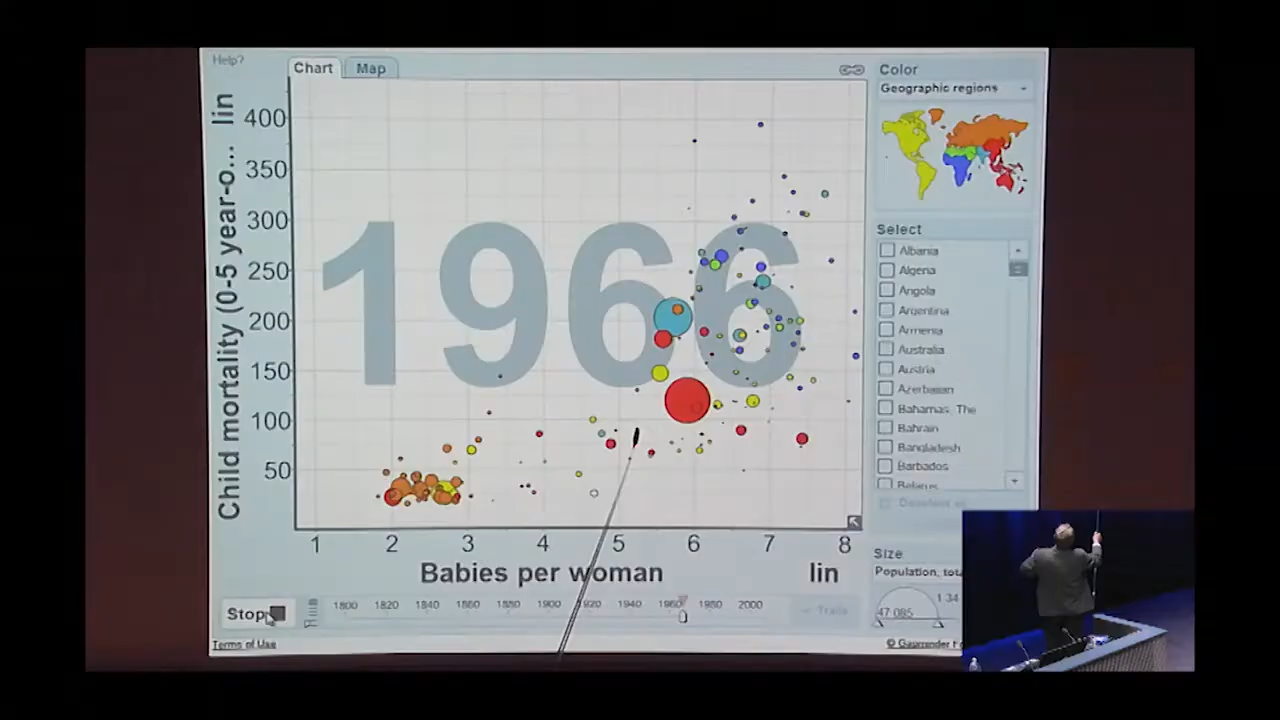 Help?
Chart
Map
Color
Geographic regions
Child mortality (0-5 year-o... lin
400
350
300
250
200
150
100
50
1966
Select
Albania
Algeria
Angola
Argentina
Armenia
Australia
Austria
Azerbaijan
Bahamas, The
Bahrain
Bangladesh
Barbados
Belarus
1 2 3 4 5 6 7 8
Babies per woman
lin
Size
Population, tota
1 34
47 085
Stop
1800 1820 1840 1860 1880 1900 1920 1940 1960 1980 2000
Trails
Terms of Use
© Gapminder F